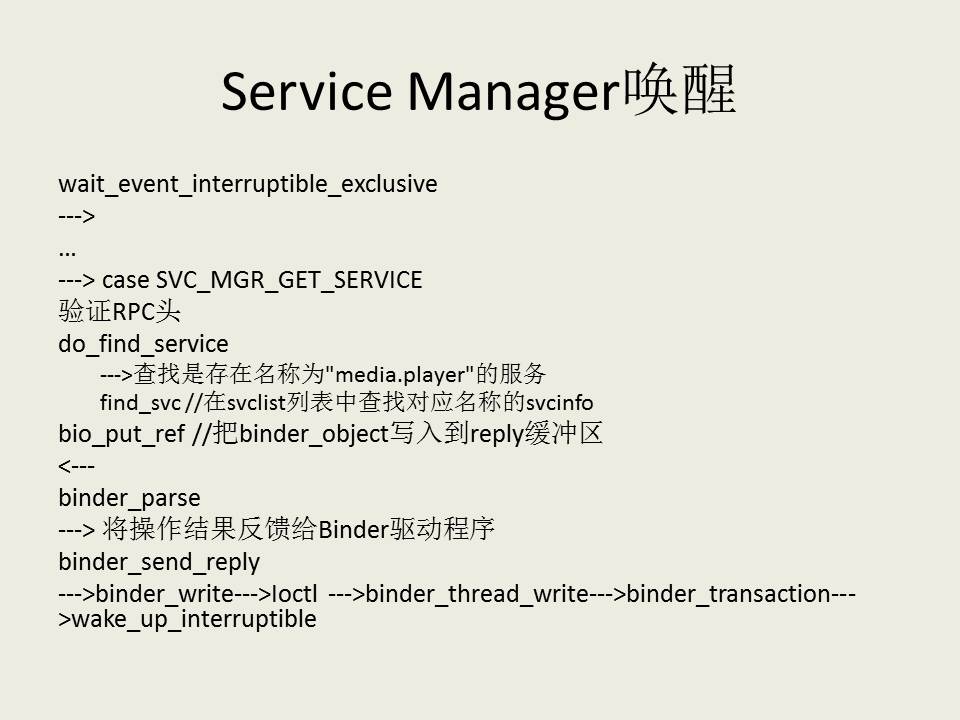 Service Manager唤醒
wait_event_interruptible_exclusive
--->
…
---> case SVC_MGR_GET_SERVICE
验证RPC头
do_find_service
--->查找是存在名称为"media.player"的服务
find_svc //在svclist列表中查找对应名称的svcinfo
bio_put_ref //把binder_object写入到reply缓冲区
<---
binder_parse
---> 将操作结果反馈给Binder驱动程序
binder_send_reply
--->binder_write--->Ioctl --->binder_thread_write--->binder_transaction---
>wake_up_interruptible